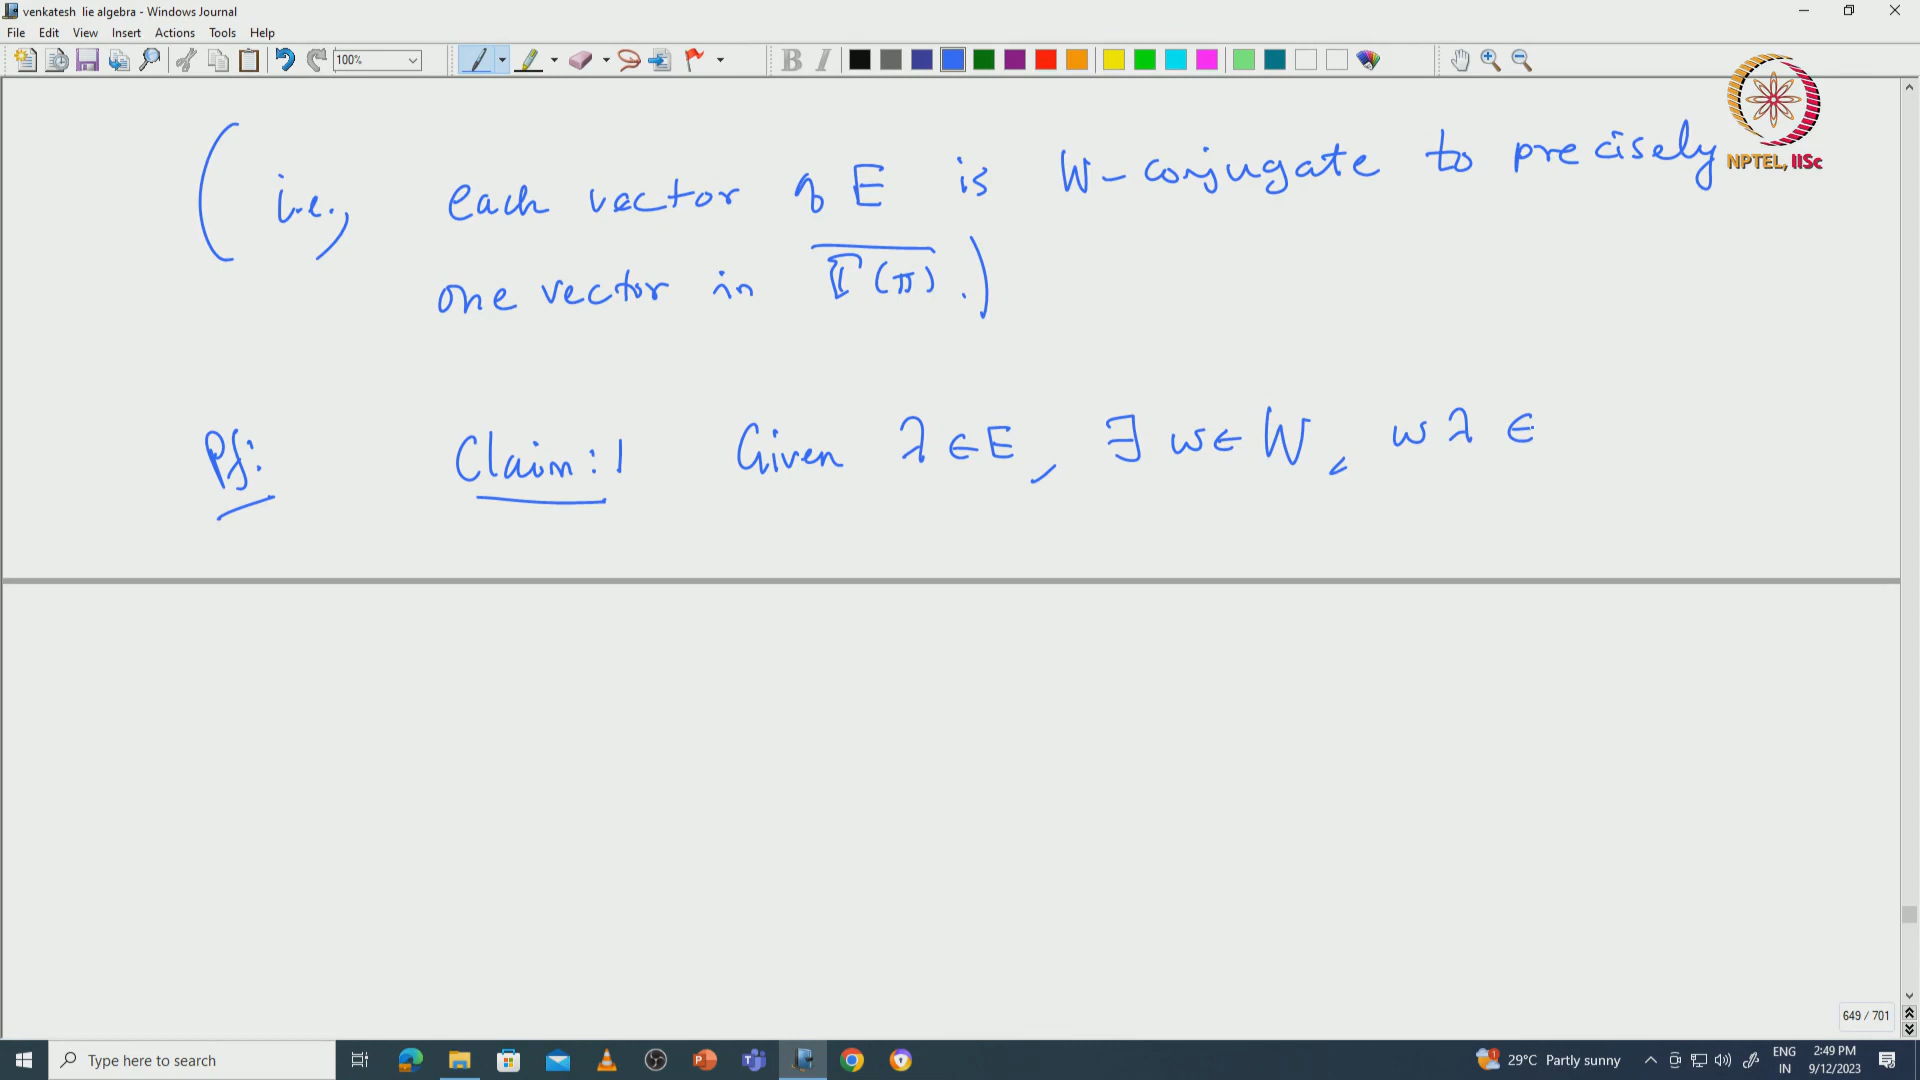 venkatesh lie algebra - Windows Journal
File Edit View Insert Actions Tools Help
100%
B I
NPTEL, IISc
(i.e., each vector of E is W-conjugate to precisely
one vector in \overline{C(π)}.)
Pf: Claim: 1 Given λ ∈ E, ∃ w ∈ W, wλ ∈
649 / 701
Type here to search
29°C Partly sunny
ENG
IN
2:49 PM
9/12/2023